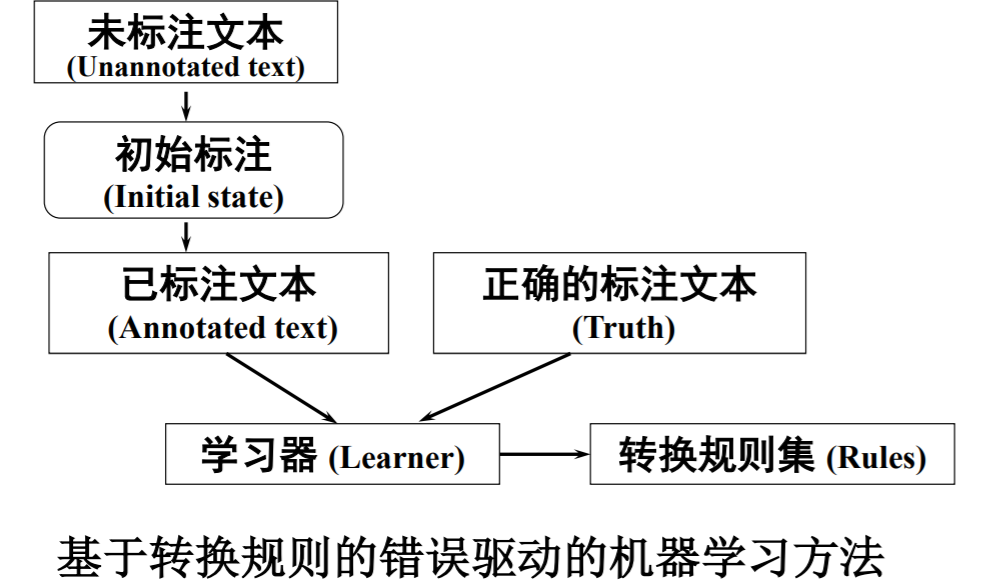 未标注文本
(Unannotated text)
初始标注
(Initial state)
已标注文本
(Annotated text)
正确的标注文本
(Truth)
学习器 (Learner)
转换规则集 (Rules)
基于转换规则的错误驱动的机器学习方法